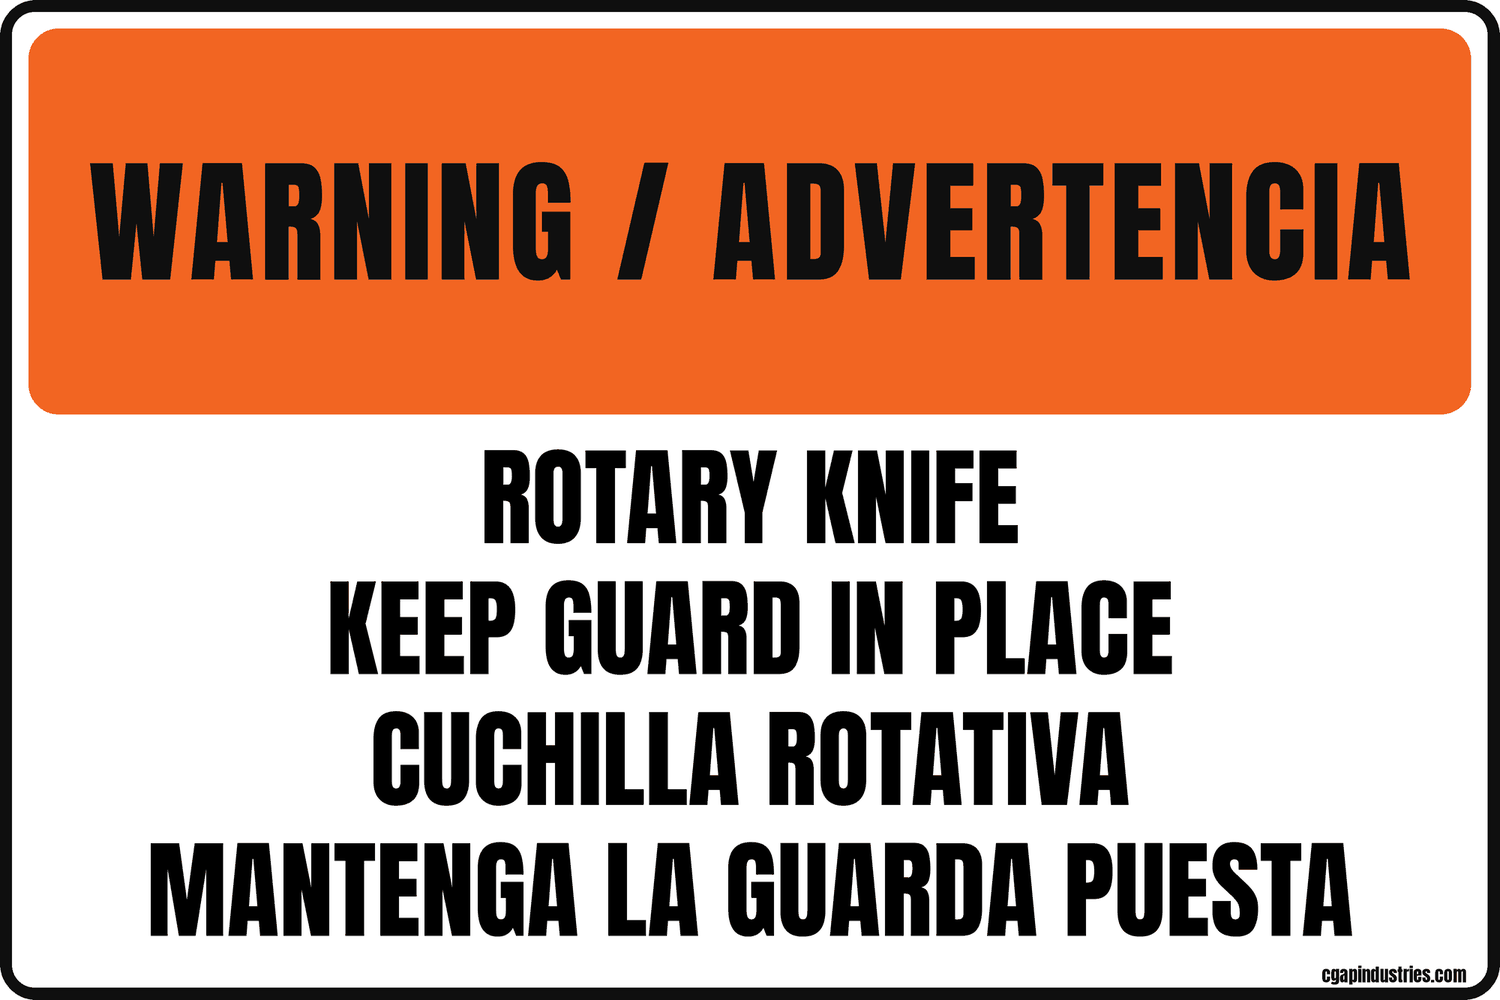 WARNING / ADVERTENCIA
ROTARY KNIFE
KEEP GUARD IN PLACE
CUCHILLA ROTATIVA
MANTENGA LA GUARDA PUESTA
cgapindustries.com